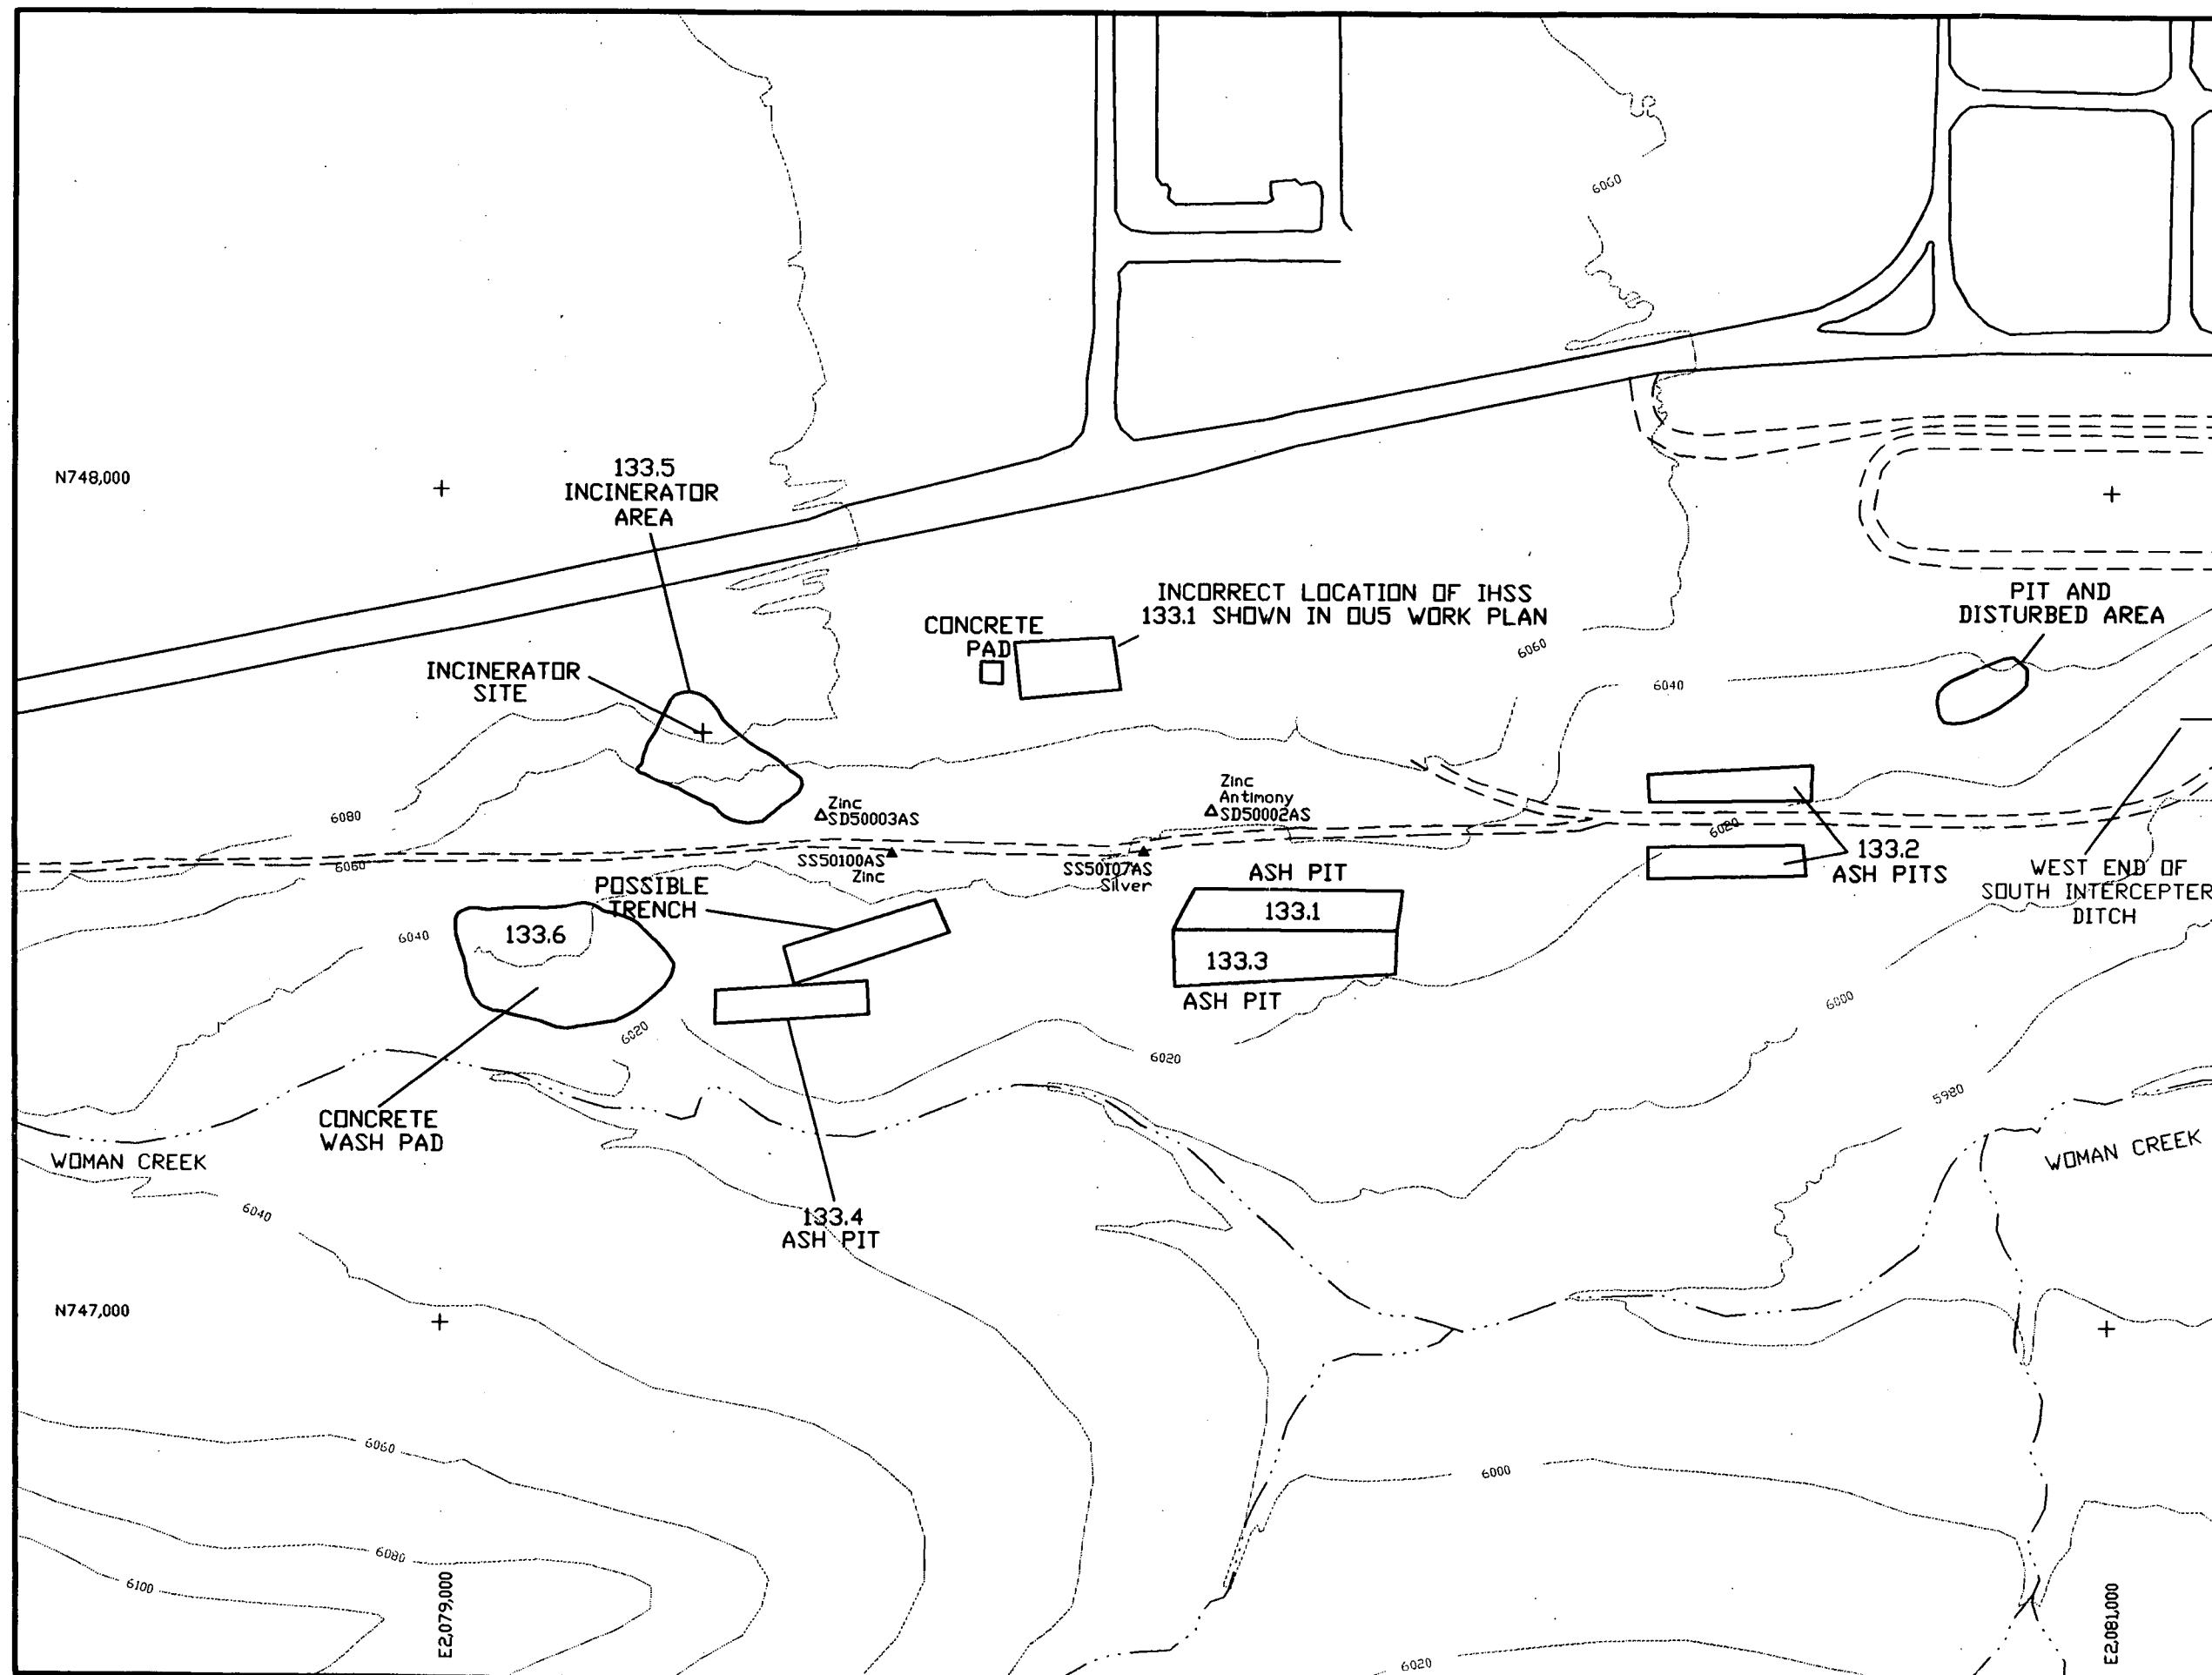 6060
N748,000
133.5
INCINERATOR
AREA
INCORRECT LOCATION OF IHSS
133.1 SHOWN IN OU5 WORK PLAN
PIT AND
DISTURBED AREA
CONCRETE
PAD
INCINERATOR
SITE
6060
6040
Zinc
Antimony
SD50002AS
Zinc
SD50003AS
6080
6020
6060
SS50100AS
Zinc
SS50107AS
Silver
133.2
ASH PITS
WEST END OF
SOUTH INTERCEPTER
DITCH
POSSIBLE
TRENCH
ASH PIT
133.1
133.3
ASH PIT
133.6
6040
6020
6020
6000
5980
CONCRETE
WASH PAD
WOMAN CREEK
WOMAN CREEK
6040
133.4
ASH PIT
N747,000
6060
6000
6080
6100
E2,079,000
E2,081,000
6020